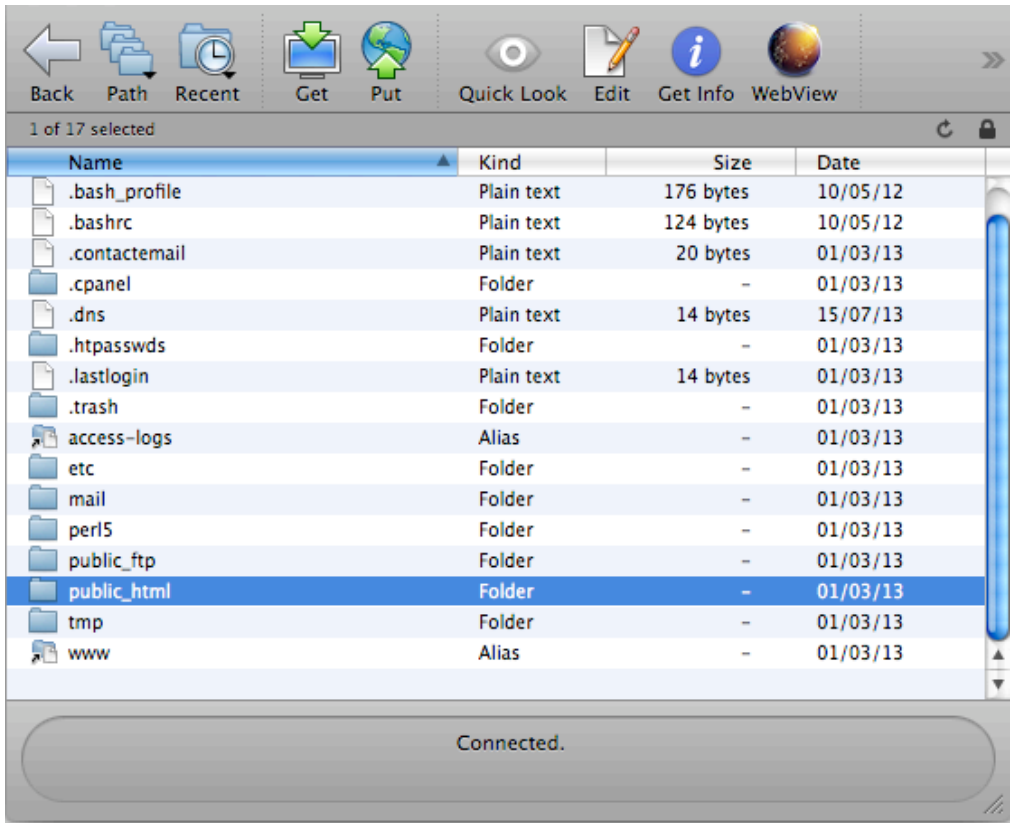 Back Path Recent Get Put Quick Look Edit Get Info WebView
1 of 17 selected
Name Kind Size Date
.bash_profile Plain text 176 bytes 10/05/12
.bashrc Plain text 124 bytes 10/05/12
.contactemail Plain text 20 bytes 01/03/13
.cpanel Folder – 01/03/13
.dns Plain text 14 bytes 15/07/13
.htpasswds Folder – 01/03/13
.lastlogin Plain text 14 bytes 01/03/13
.trash Folder – 01/03/13
access-logs Alias – 01/03/13
etc Folder – 01/03/13
mail Folder – 01/03/13
perl5 Folder – 01/03/13
public_ftp Folder – 01/03/13
public_html Folder – 01/03/13
tmp Folder – 01/03/13
www Alias – 01/03/13
Connected.